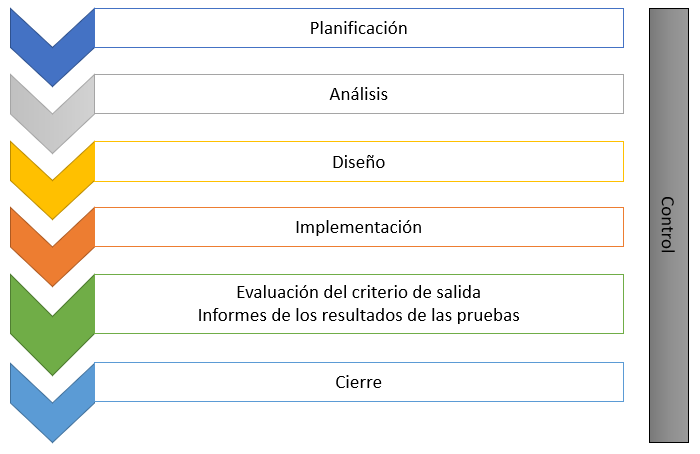 Planificación
Análisis
Diseño
Implementación
Evaluación del criterio de salida
Informes de los resultados de las pruebas
Cierre
Control